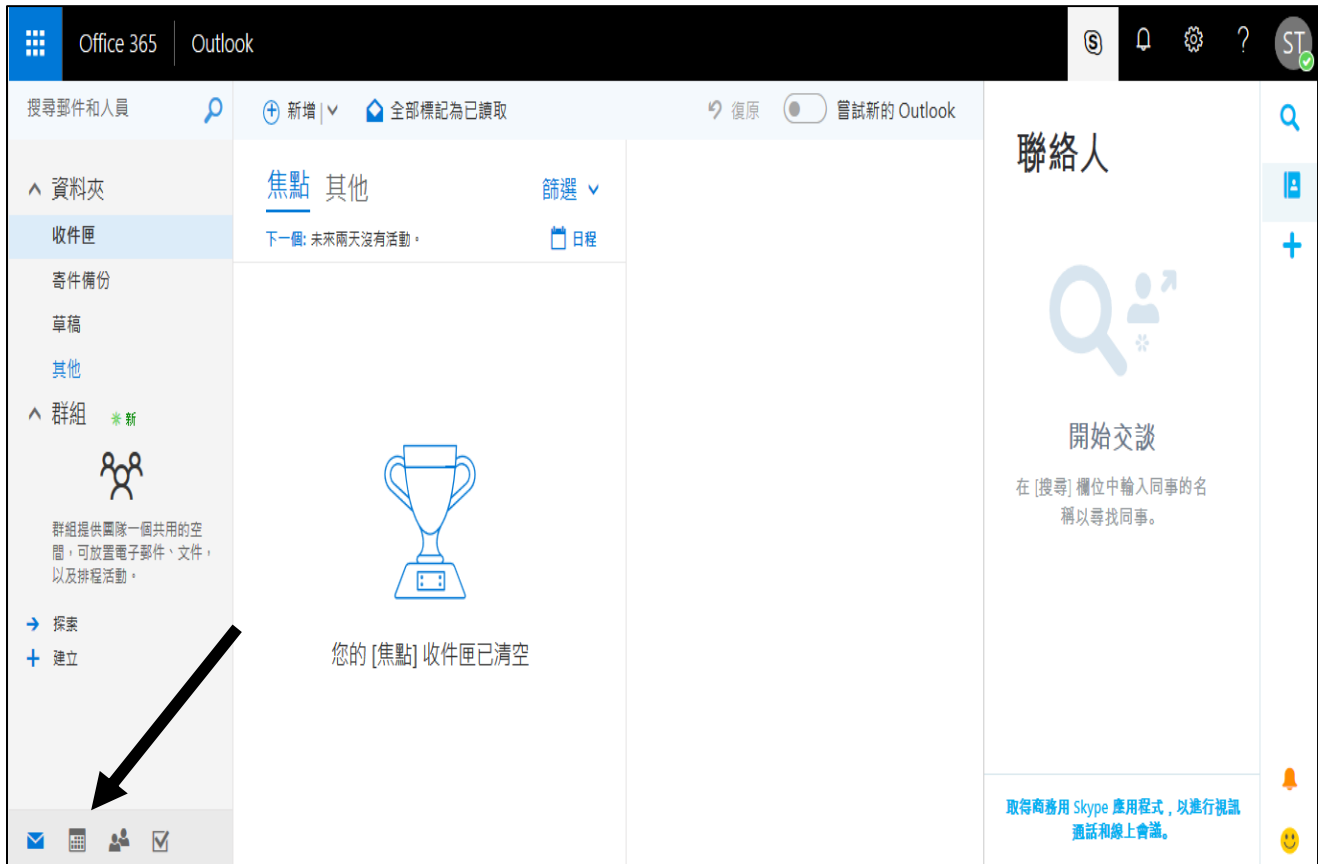 Office 365 Outlook
ST
搜尋郵件和人員
新增
全部標記為已讀取
復原
嘗試新的 Outlook
資料夾
收件匣
寄件備份
草稿
其他
群組 新
群組提供團隊一個共用的空
間，可放置電子郵件、文件，
以及排程活動。
探索
建立
焦點 其他
篩選
下一個: 未來兩天沒有活動。
日程
您的 [焦點] 收件匣已清空
聯絡人
開始交談
在 [搜尋] 欄位中輸入同事的名
稱以尋找同事。
取得商務用 Skype 應用程式，以進行視訊
通話和線上會議。